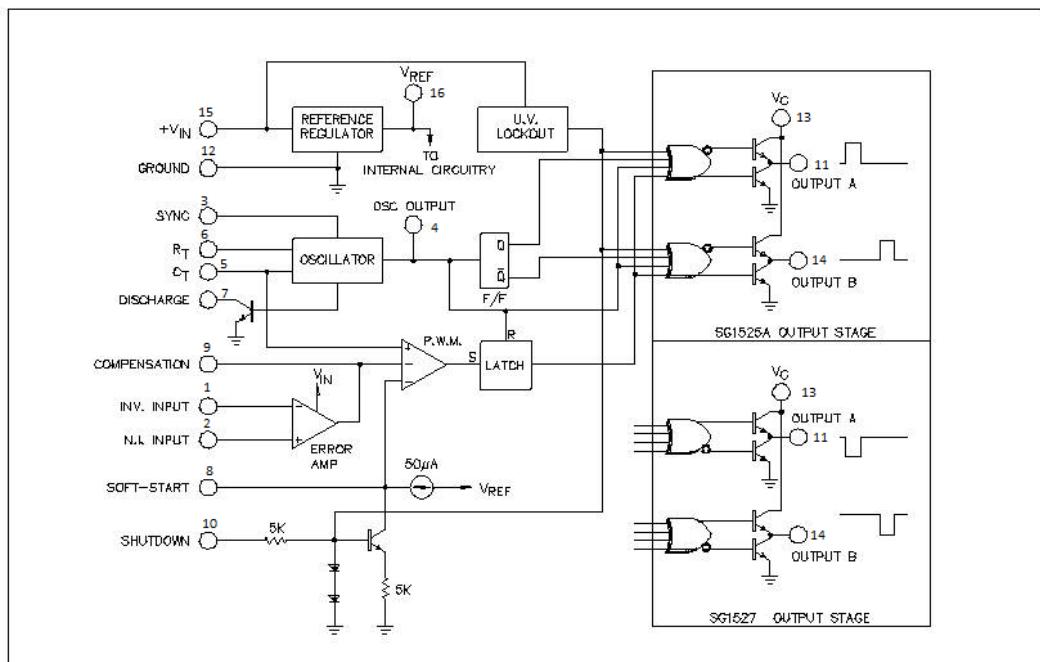 15
+VIN
12
GROUND
3
SYNC
6
RT
5
CT
7
DISCHARGE
9
COMPENSATION
1
INV. INPUT
2
N.I. INPUT
8
SOFT-START
10
SHUTDOWN
REFERENCE
REGULATOR
VREF
16
TO
INTERNAL CIRCUITRY
U.V.
LOCKOUT
OSC OUTPUT
4
OSCILLATOR
Q
Q̅
F/F
P.W.M.
+
−
−
S
R
LATCH
VIN
−
+
ERROR
AMP
50µA
VREF
5K
5K
VC
13
11
OUTPUT A
14
OUTPUT B
SG1525A OUTPUT STAGE
VC
13
OUTPUT A
11
14
OUTPUT B
SG1527 OUTPUT STAGE